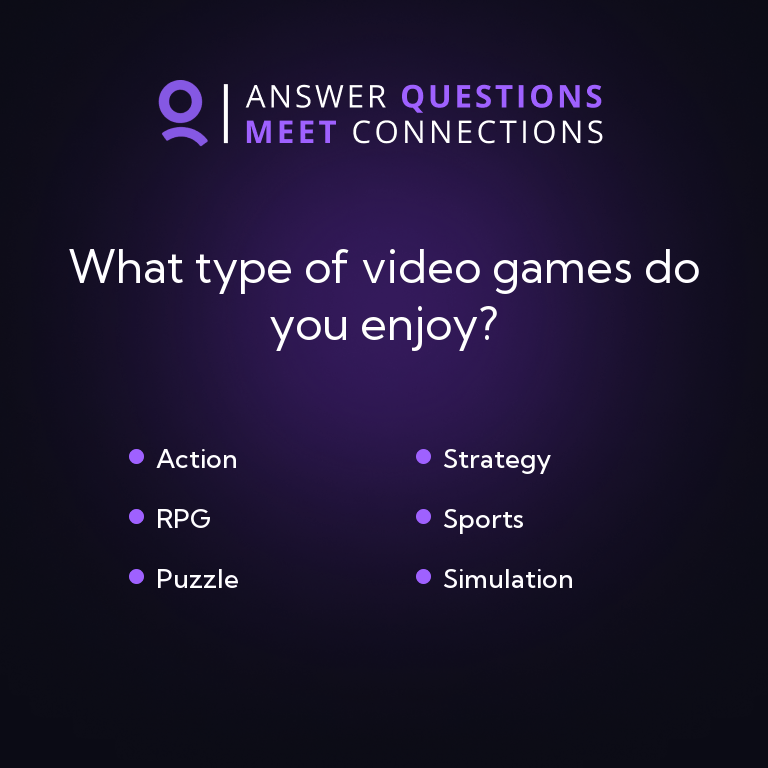 ANSWER QUESTIONS
MEET CONNECTIONS
What type of video games do
you enjoy?
Action
RPG
Puzzle
Strategy
Sports
Simulation